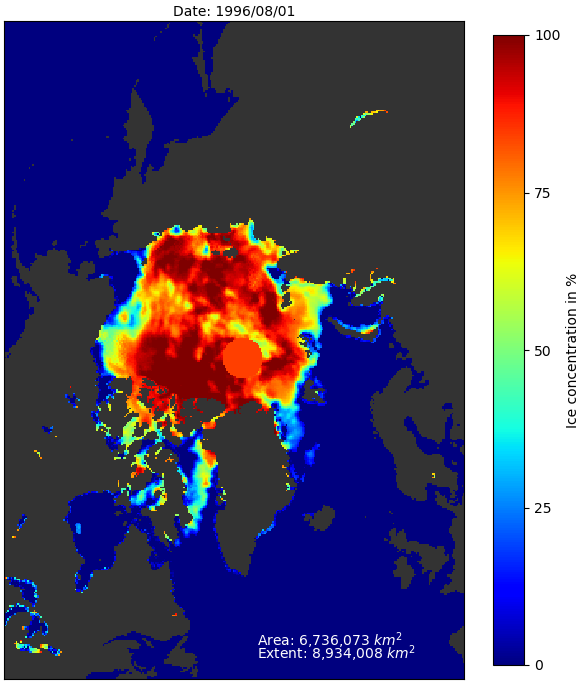 Date: 1996/08/01
100
75
50
25
0
Ice concentration in %
Area: 6,736,073 km²
Extent: 8,934,008 km²